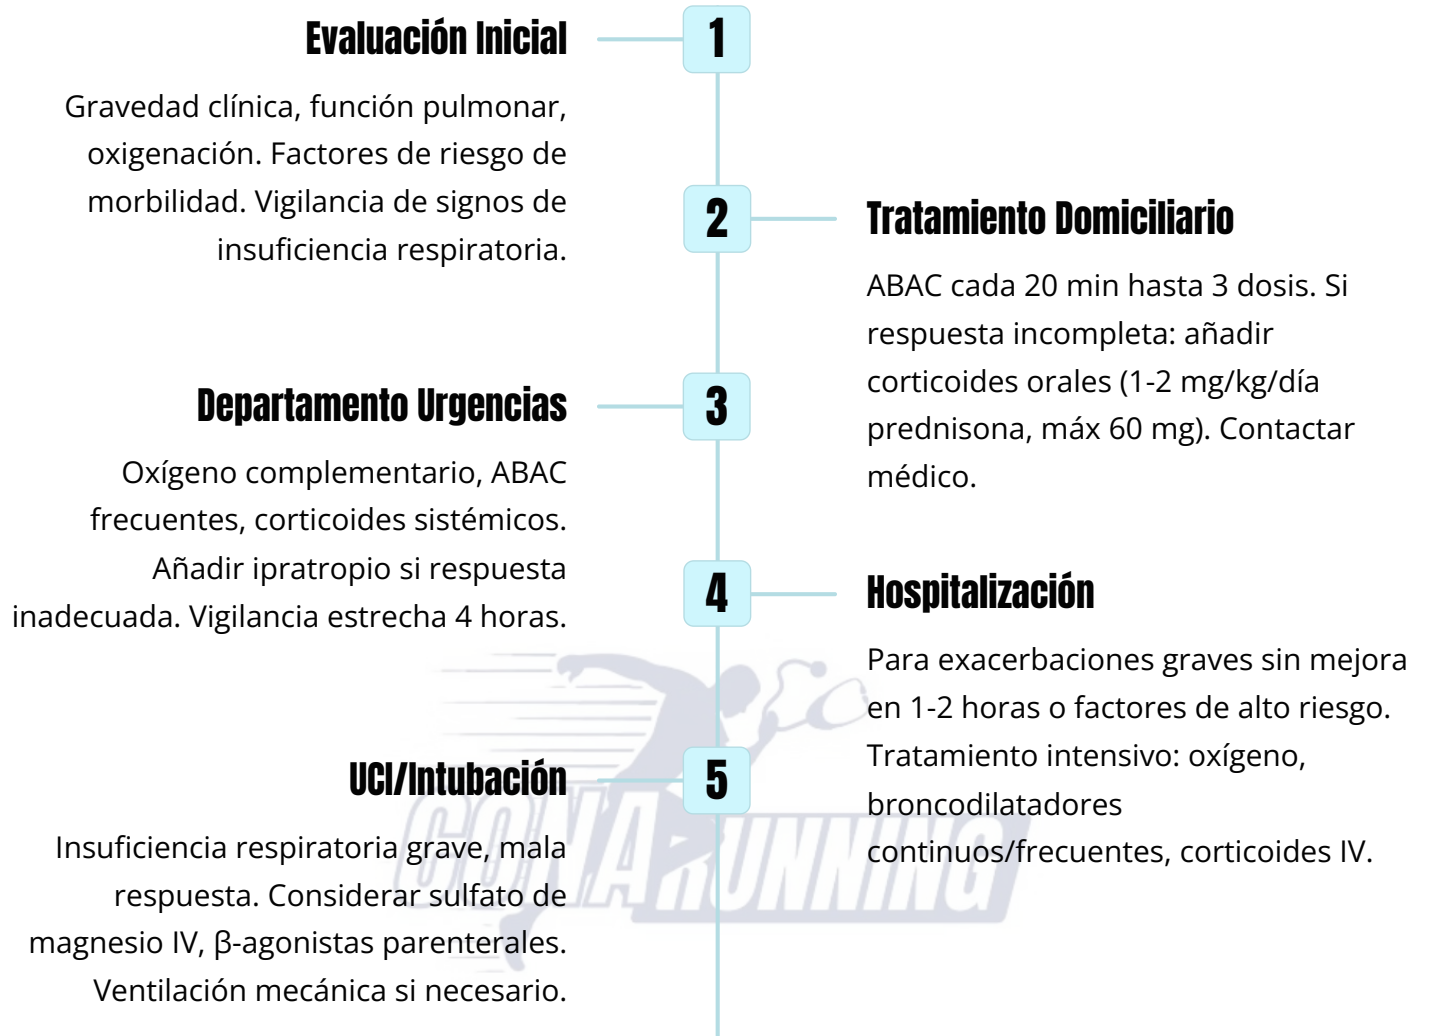 Evaluación Inicial
1
Gravedad clínica, función pulmonar,
oxigenación. Factores de riesgo de
morbilidad. Vigilancia de signos de
insuficiencia respiratoria.
2
Tratamiento Domiciliario
ABAC cada 20 min hasta 3 dosis. Si
respuesta incompleta: añadir
corticoides orales (1-2 mg/kg/día
prednisona, máx 60 mg). Contactar
médico.
Departamento Urgencias
3
Oxígeno complementario, ABAC
frecuentes, corticoides sistémicos.
Añadir ipratropio si respuesta
inadecuada. Vigilancia estrecha 4 horas.
4
Hospitalización
Para exacerbaciones graves sin mejora
en 1-2 horas o factores de alto riesgo.
Tratamiento intensivo: oxígeno,
broncodilatadores
continuos/frecuentes, corticoides IV.
UCI/Intubación
5
Insuficiencia respiratoria grave, mala
respuesta. Considerar sulfato de
magnesio IV, β-agonistas parenterales.
Ventilación mecánica si necesario.
CONARUNNING